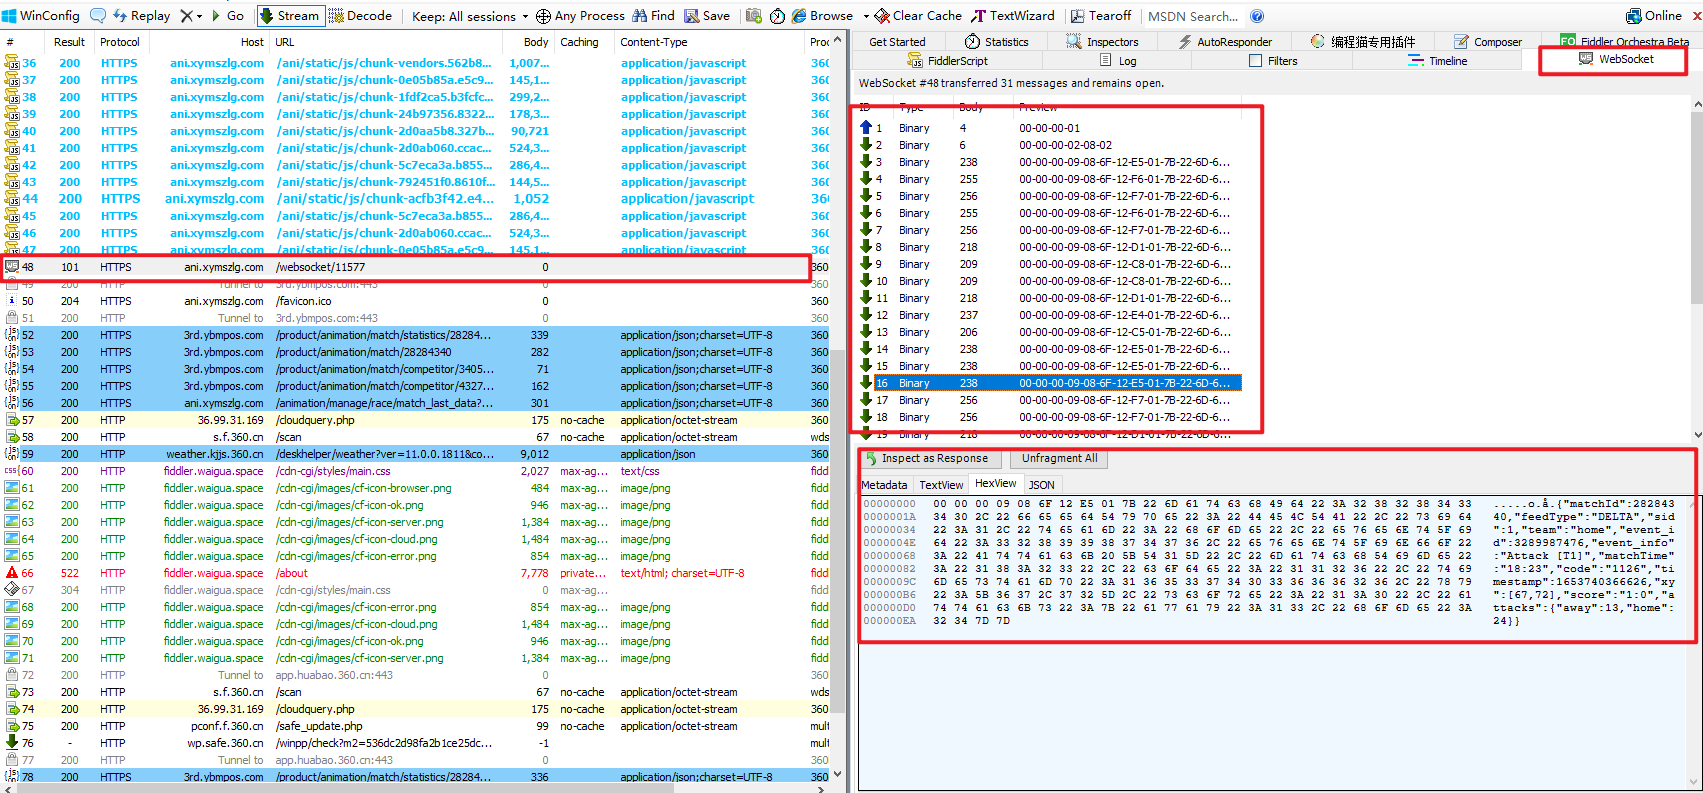 WinConfig Replay Go Stream Decode Keep: All sessions Any Process Find Save Browse Clear Cache TextWizard Tearoff MSDN Search... Online
# Result Protocol Host URL Body Caching Content-Type Proc
36 200 HTTPS ani.xymszlg.com /ani/static/js/chunk-vendors.562b8... 1,007... application/javascript 360
37 200 HTTPS ani.xymszlg.com /ani/static/js/chunk-0e05b85a.e5c9... 145,1... application/javascript 360
38 200 HTTPS ani.xymszlg.com /ani/static/js/chunk-1fdf2ca5.b3fcfc... 299,2... application/javascript 360
39 200 HTTPS ani.xymszlg.com /ani/static/js/chunk-24b97356.8322... 178,3... application/javascript 360
40 200 HTTPS ani.xymszlg.com /ani/static/js/chunk-2d0aa5b8.327b... 90,721 application/javascript 360
41 200 HTTPS ani.xymszlg.com /ani/static/js/chunk-2d0ab060.ccac... 524,3... application/javascript 360
42 200 HTTPS ani.xymszlg.com /ani/static/js/chunk-5c7eca3a.b855... 286,4... application/javascript 360
43 200 HTTPS ani.xymszlg.com /ani/static/js/chunk-792451f0.8610f... 144,5... application/javascript 360
44 200 HTTPS ani.xymszlg.com /ani/static/js/chunk-acfb3f42.e4... 1,052 application/javascript 360
45 200 HTTPS ani.xymszlg.com /ani/static/js/chunk-5c7eca3a.b855... 286,4... application/javascript 360
46 200 HTTPS ani.xymszlg.com /ani/static/js/chunk-2d0ab060.ccac... 524,3... application/javascript 360
47 200 HTTPS ani.xymszlg.com /ani/static/js/chunk-0e05b85a.e5c9... 145,1... application/javascript 360
48 101 HTTPS ani.xymszlg.com /websocket/11577 0 360
49 200 HTTP Tunnel to 3rd.ybmpos.com:443 0 360
50 204 HTTPS ani.xymszlg.com /favicon.ico 0 360
51 200 HTTP Tunnel to 3rd.ybmpos.com:443 0 360
52 200 HTTPS 3rd.ybmpos.com /product/animation/match/statistics/28284... 339 application/json;charset=UTF-8 360
53 200 HTTPS 3rd.ybmpos.com /product/animation/match/28284340 282 application/json;charset=UTF-8 360
54 200 HTTPS 3rd.ybmpos.com /product/animation/match/competitor/3405... 71 application/json;charset=UTF-8 360
55 200 HTTPS 3rd.ybmpos.com /product/animation/match/competitor/4327... 162 application/json;charset=UTF-8 360
56 200 HTTPS ani.xymszlg.com /animation/manage/race/match_last_data?... 301 application/json;charset=UTF-8 360
57 200 HTTP 36.99.31.169 /cloudquery.php 175 no-cache application/octet-stream 360
58 200 HTTP s.f.360.cn /scan 67 no-cache application/octet-stream wds
59 200 HTTP weather.kjjs.360.cn /deskhelper/weather?ver=11.0.0.1811&co... 9,012 application/json 360
60 200 HTTP fiddler.waigua.space /cdn-cgi/styles/main.css 2,027 max-ag... text/css fidd
61 200 HTTP fiddler.waigua.space /cdn-cgi/images/cf-icon-browser.png 484 max-ag... image/png fidd
62 200 HTTP fiddler.waigua.space /cdn-cgi/images/cf-icon-ok.png 946 max-ag... image/png fidd
63 200 HTTP fiddler.waigua.space /cdn-cgi/images/cf-icon-server.png 1,384 max-ag... image/png fidd
64 200 HTTP fiddler.waigua.space /cdn-cgi/images/cf-icon-cloud.png 1,484 max-ag... image/png fidd
65 200 HTTP fiddler.waigua.space /cdn-cgi/images/cf-icon-error.png 854 max-ag... image/png fidd
66 522 HTTP fiddler.waigua.space /about 7,778 private... text/html; charset=UTF-8 fidd
67 304 HTTP fiddler.waigua.space /cdn-cgi/styles/main.css 0 max-ag... fidd
68 200 HTTP fiddler.waigua.space /cdn-cgi/images/cf-icon-error.png 854 max-ag... image/png fidd
69 200 HTTP fiddler.waigua.space /cdn-cgi/images/cf-icon-cloud.png 1,484 max-ag... image/png fidd
70 200 HTTP fiddler.waigua.space /cdn-cgi/images/cf-icon-ok.png 946 max-ag... image/png fidd
71 200 HTTP fiddler.waigua.space /cdn-cgi/images/cf-icon-server.png 1,384 max-ag... image/png fidd
72 200 HTTP Tunnel to app.huabao.360.cn:443 0 360
73 200 HTTP s.f.360.cn /scan 67 no-cache application/octet-stream wds
74 200 HTTP 36.99.31.169 /cloudquery.php 175 no-cache application/octet-stream 360
75 200 HTTP pconf.f.360.cn /safe_update.php 99 no-cache application/octet-stream mult
76 - HTTP wp.safe.360.cn /winpp/check?m2=536dc2d98fa2b1ce25dc... -1 mult
77 200 HTTP Tunnel to app.huabao.360.cn:443 0 360
78 200 HTTPS 3rd.ybmpos.com /product/animation/match/statistics/28284... 336 application/json;charset=UTF-8 360
Get Started Statistics Inspectors AutoResponder 编程猫专用插件 Composer FO Fiddler Orchestra Beta
FiddlerScript Log Filters Timeline WebSocket
WebSocket #48 transferred 31 messages and remains open.
ID Type Body Preview
1 Binary 4 00-00-00-01
2 Binary 6 00-00-00-02-08-02
3 Binary 238 00-00-00-09-08-6F-12-E5-01-7B-22-6D-6...
4 Binary 255 00-00-00-09-08-6F-12-F6-01-7B-22-6D-6...
5 Binary 256 00-00-00-09-08-6F-12-F7-01-7B-22-6D-6...
6 Binary 255 00-00-00-09-08-6F-12-F6-01-7B-22-6D-6...
7 Binary 256 00-00-00-09-08-6F-12-F7-01-7B-22-6D-6...
8 Binary 218 00-00-00-09-08-6F-12-D1-01-7B-22-6D-6...
9 Binary 209 00-00-00-09-08-6F-12-C8-01-7B-22-6D-6...
10 Binary 209 00-00-00-09-08-6F-12-C8-01-7B-22-6D-6...
11 Binary 218 00-00-00-09-08-6F-12-D1-01-7B-22-6D-6...
12 Binary 237 00-00-00-09-08-6F-12-E4-01-7B-22-6D-6...
13 Binary 206 00-00-00-09-08-6F-12-C5-01-7B-22-6D-6...
14 Binary 238 00-00-00-09-08-6F-12-E5-01-7B-22-6D-6...
15 Binary 238 00-00-00-09-08-6F-12-E5-01-7B-22-6D-6...
16 Binary 238 00-00-00-09-08-6F-12-E5-01-7B-22-6D-6...
17 Binary 256 00-00-00-09-08-6F-12-F7-01-7B-22-6D-6...
18 Binary 256 00-00-00-09-08-6F-12-F7-01-7B-22-6D-6...
19 Binary 218 00-00-00-09-08-6F-12-D1-01-7B-22-6D-6...
Inspect as Response Unfragment All
Metadata TextView HexView JSON
00000000 00 00 00 09 08 6F 12 E5 01 7B 22 6D 61 74 63 68 49 64 22 3A 32 38 32 38 34 33 .....o.å.{"matchId":282843
0000001A 34 30 2C 22 66 65 65 64 54 79 70 65 22 3A 22 44 45 4C 54 41 22 2C 22 73 69 64 40,"feedType":"DELTA","sid
00000034 22 3A 31 2C 22 74 65 61 6D 22 3A 22 68 6F 6D 65 22 2C 22 65 76 65 6E 74 5F 69 ":1,"team":"home","event_i
0000004E 64 22 3A 33 32 38 39 39 38 37 34 37 36 2C 22 65 76 65 6E 74 5F 69 6E 66 6F 22 d":3289987476,"event_info"
00000068 3A 22 41 74 74 61 63 6B 20 5B 54 31 5D 22 2C 22 6D 61 74 63 68 54 69 6D 65 22 :"Attack [T1]","matchTime"
00000082 3A 22 31 38 3A 32 33 22 2C 22 63 6F 64 65 22 3A 22 31 31 32 36 22 2C 22 74 69 :"18:23","code":"1126","ti
0000009C 6D 65 73 74 61 6D 70 22 3A 31 36 35 33 37 34 30 33 36 36 36 32 36 2C 22 78 79 mestamp":1653740366626,"xy
000000B6 22 3A 5B 36 37 2C 37 32 5D 2C 22 73 63 6F 72 65 22 3A 22 31 3A 30 22 2C 22 61 ":[67,72],"score":"1:0","a
000000D0 74 74 61 63 6B 73 22 3A 7B 22 61 77 61 79 22 3A 31 33 2C 22 68 6F 6D 65 22 3A ttacks":{"away":13,"home":
000000EA 32 34 7D 7D 24}}